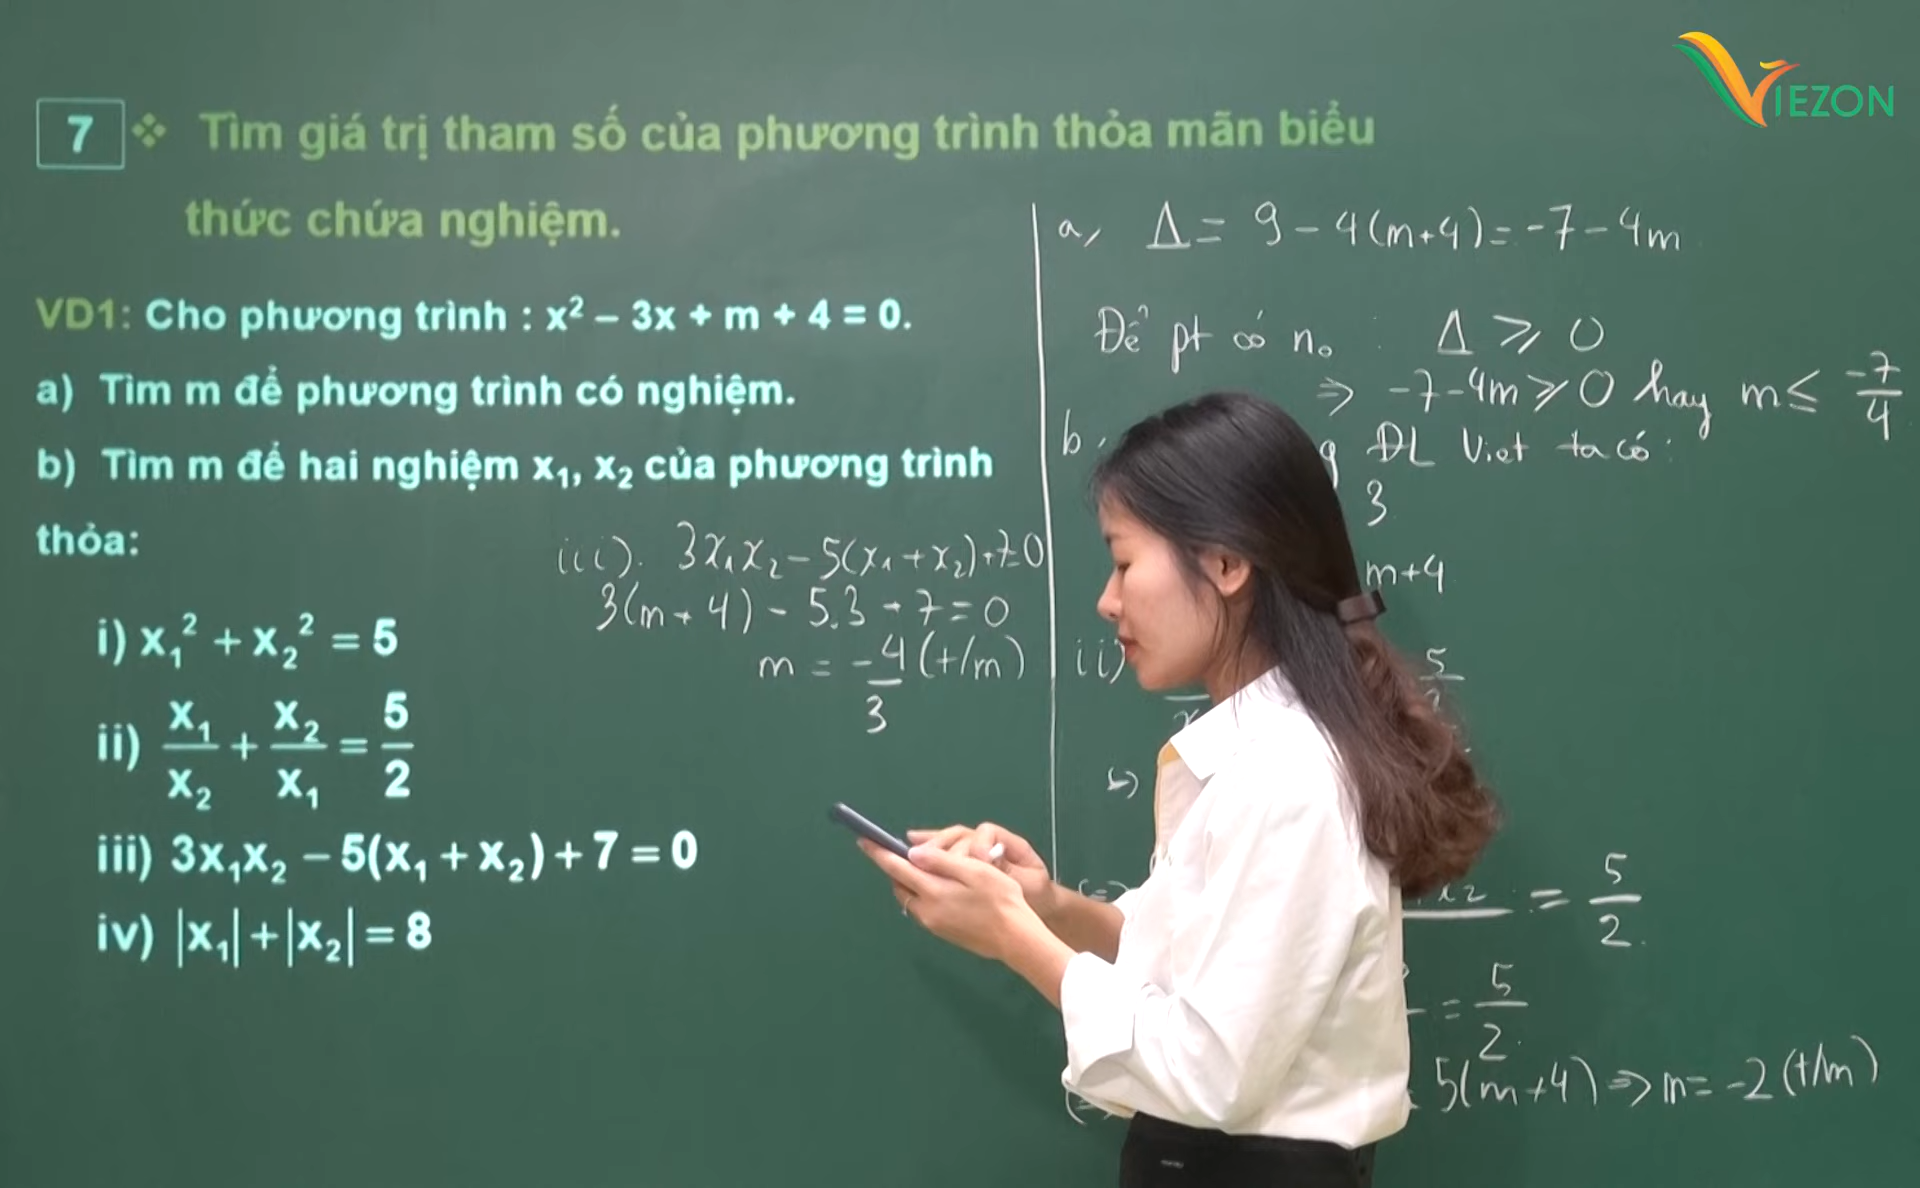 VIEZON
7 ❖ Tìm giá trị tham số của phương trình thỏa mãn biểu
thức chứa nghiệm.
VD1: Cho phương trình : x² – 3x + m + 4 = 0.
a) Tìm m để phương trình có nghiệm.
b) Tìm m để hai nghiệm x₁, x₂ của phương trình
thỏa:
i) x₁² + x₂² = 5
ii) x₁/x₂ + x₂/x₁ = 5/2
iii) 3x₁x₂ – 5(x₁ + x₂) + 7 = 0
iv) |x₁| + |x₂| = 8
iii). 3x₁x₂ – 5(x₁ + x₂) + 7 = 0
3(m + 4) – 5.3 + 7 = 0
m = -4/3 (t/m)
a, Δ = 9 – 4(m+4) = -7 – 4m
Để pt có n₀ : Δ ≥ 0
=> -7 – 4m ≥ 0 hay m ≤ -7/4
b, ĐL Viet ta có:
3
m+4
ii) 5
x₂ = 5/2
= 5/2
5(m+4) => m = -2 (t/m)